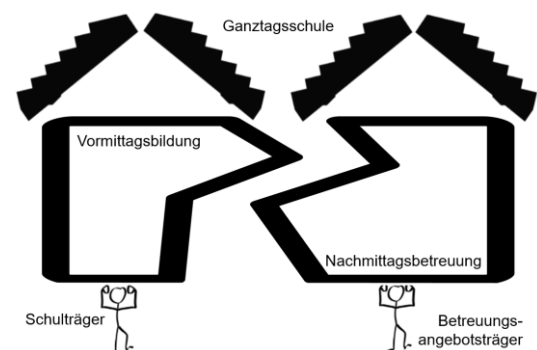 Ganztagsschule
Vormittagsbildung
Nachmittagsbetreuung
Schulträger
Betreuungs-
angebotsträger